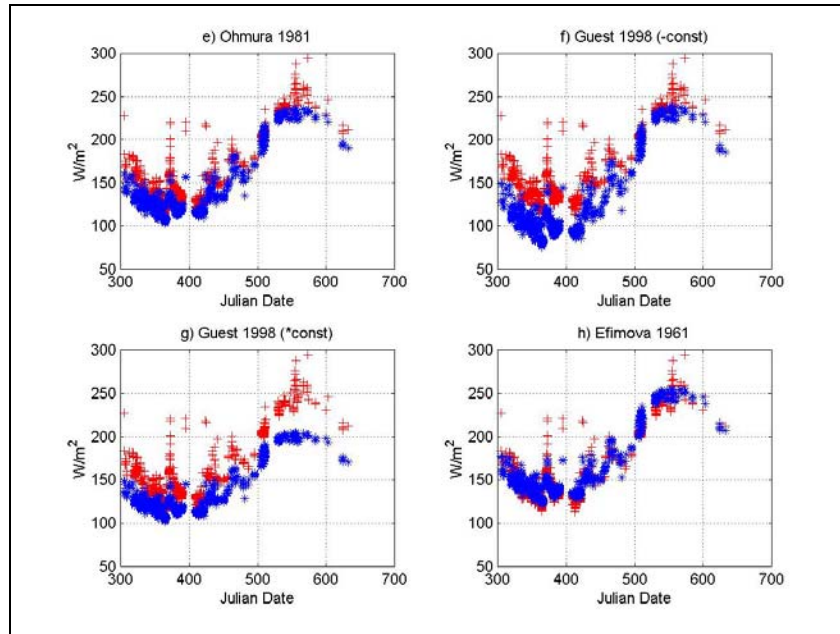 e) Ohmura 1981
300
250
200
150
100
50
W/m²
300 400 500 600 700
Julian Date
f) Guest 1998 (-const)
300
250
200
150
100
50
W/m²
300 400 500 600 700
Julian Date
g) Guest 1998 (*const)
300
250
200
150
100
50
W/m²
300 400 500 600 700
Julian Date
h) Efimova 1961
300
250
200
150
100
50
W/m²
300 400 500 600 700
Julian Date